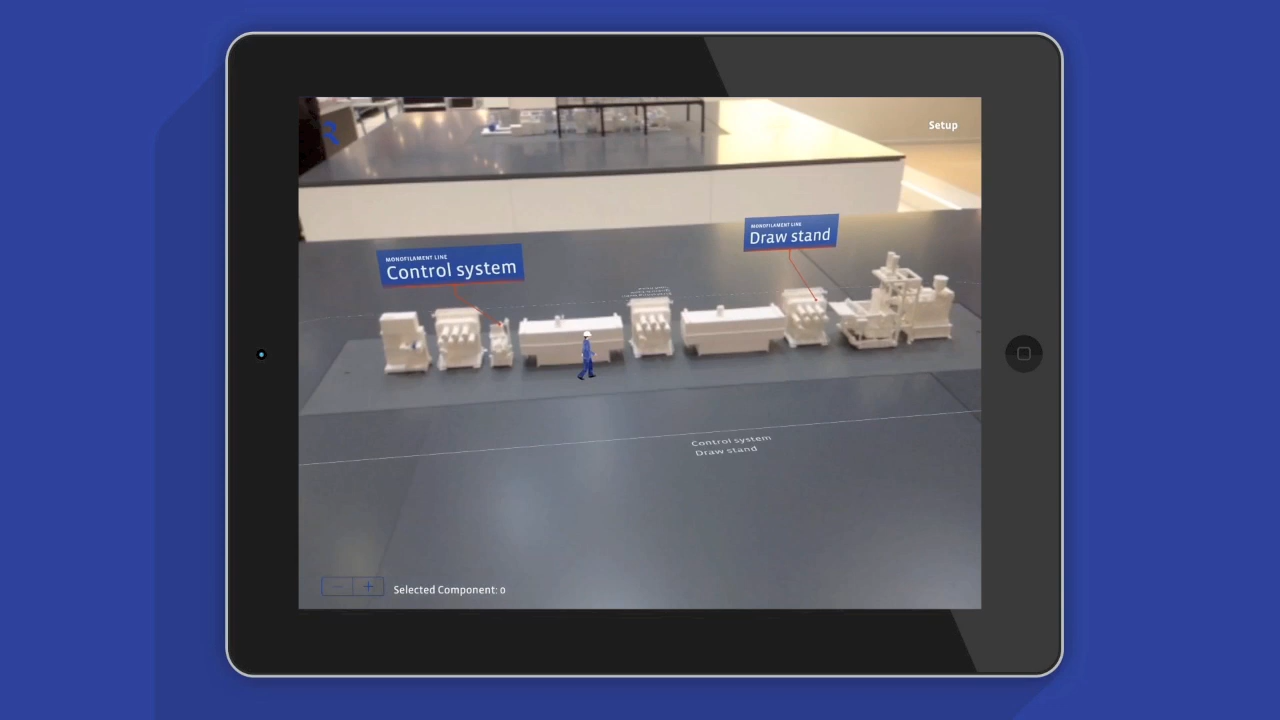 Setup
MONOFILAMENT LINE
Draw stand
MONOFILAMENT LINE
Control system
Control system
Draw stand
Selected Component: 0